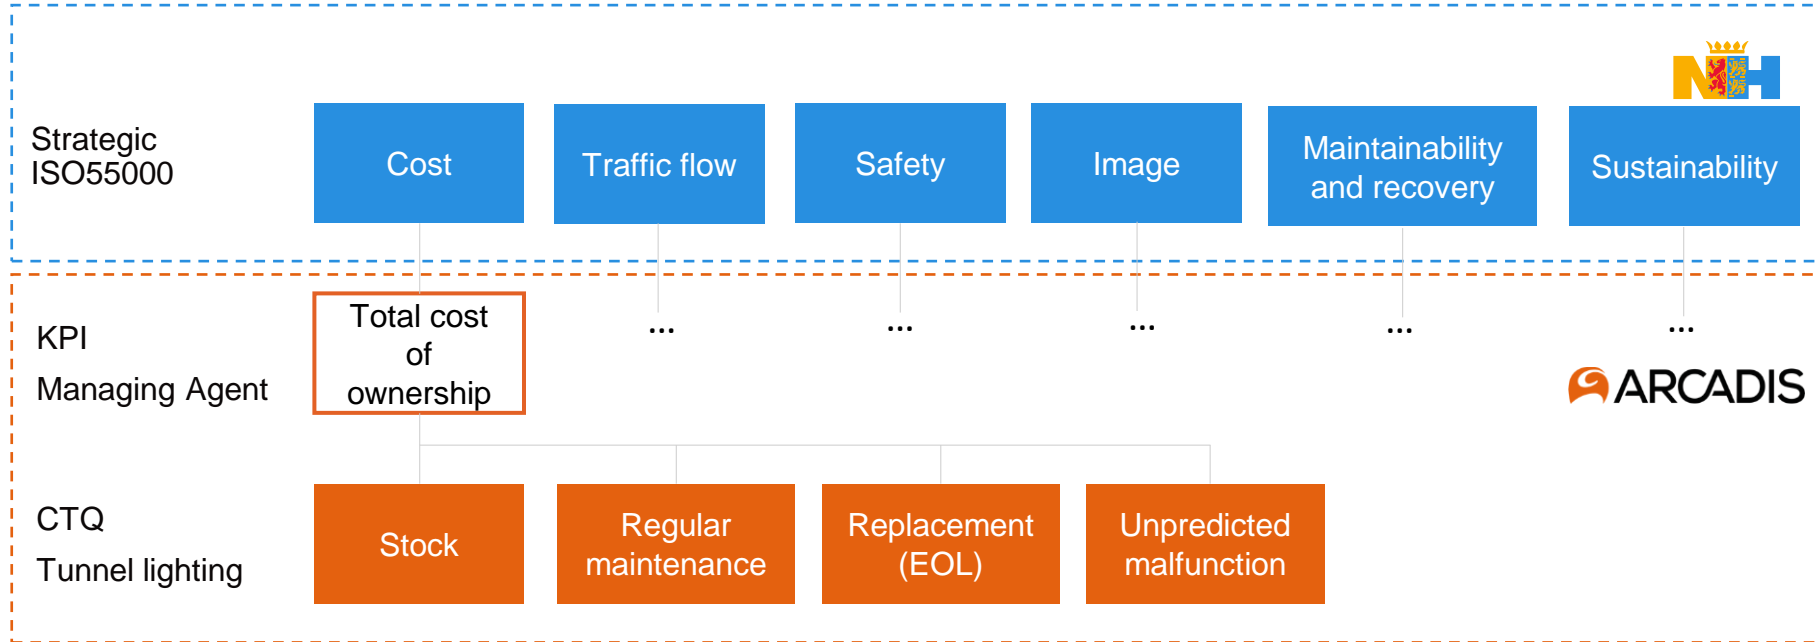 NH
Strategic
ISO55000
Cost
Traffic flow
Safety
Image
Maintainability
and recovery
Sustainability
KPI
Managing Agent
Total cost
of
ownership
...
...
...
...
...
ARCADIS
CTQ
Tunnel lighting
Stock
Regular
maintenance
Replacement
(EOL)
Unpredicted
malfunction